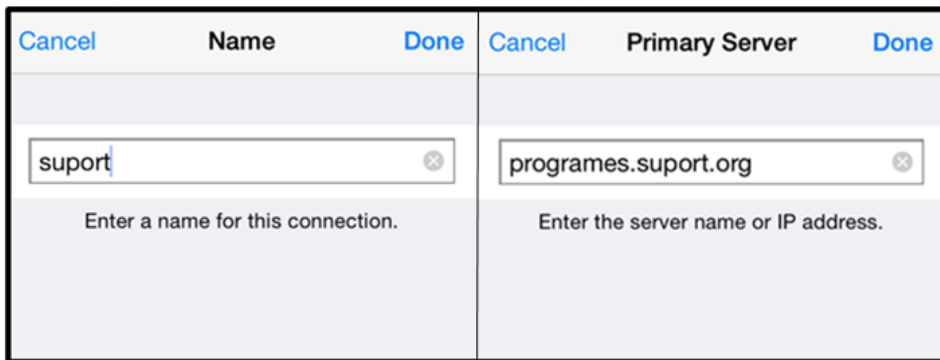 Cancel Name Done
suport
Enter a name for this connection.
Cancel Primary Server Done
programes.suport.org
Enter the server name or IP address.